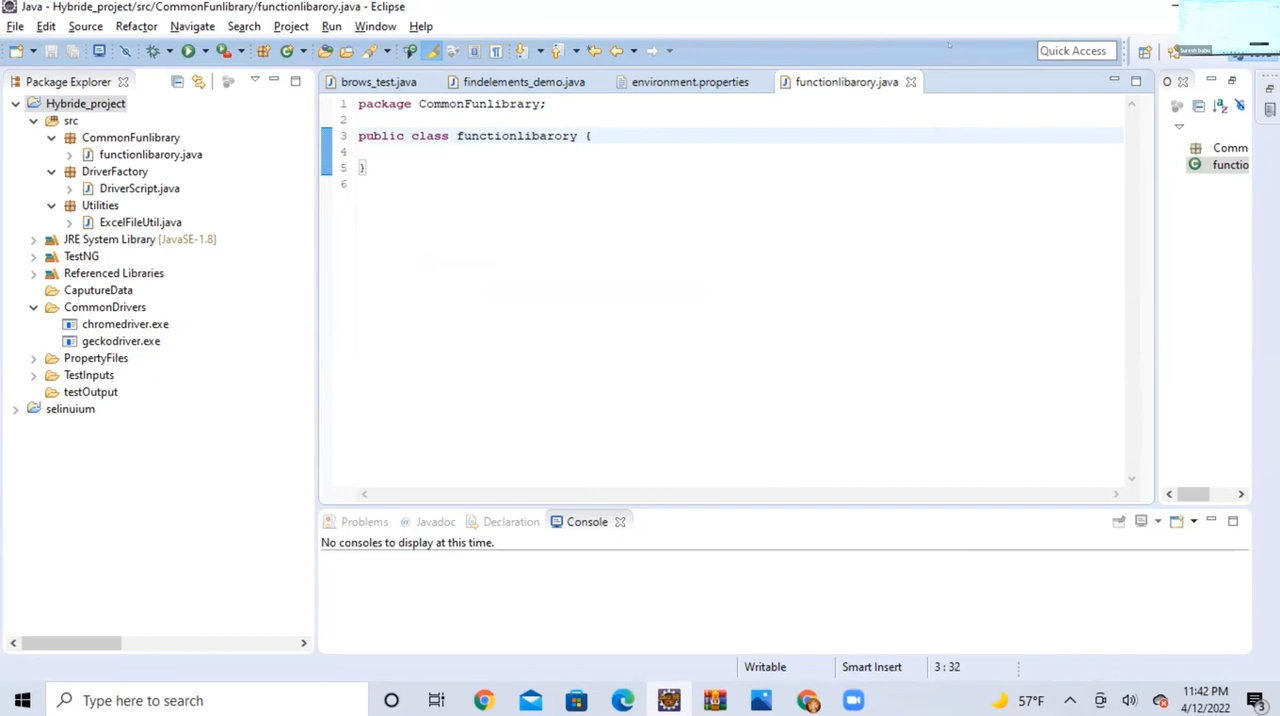 Java - Hybride_project/src/CommonFunlibrary/functionlibarory.java - Eclipse
File Edit Source Refactor Navigate Search Project Run Window Help
Quick Access
Package Explorer
brows_test.java findelements_demo.java environment.properties functionlibarory.java
Hybride_project
src
CommonFunlibrary
functionlibarory.java
DriverFactory
DriverScript.java
Utilities
ExcelFileUtil.java
JRE System Library [JavaSE-1.8]
TestNG
Referenced Libraries
CaputureData
CommonDrivers
chromedriver.exe
geckodriver.exe
PropertyFiles
TestInputs
testOutput
selinuium
1 package CommonFunlibrary;
2
3 public class functionlibarory {
4
5 }
6
O
Comm
functio
Problems Javadoc Declaration Console
No consoles to display at this time.
Writable Smart Insert 3 : 32
Type here to search
57°F
11:42 PM
4/12/2022
3